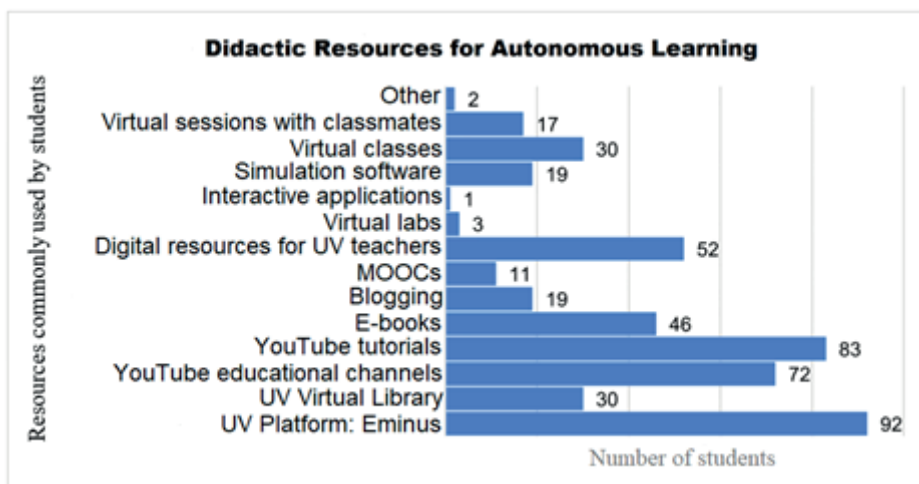 Didactic Resources for Autonomous Learning
Resources commonly used by students
Other 2
Virtual sessions with classmates 17
Virtual classes 30
Simulation software 19
Interactive applications 1
Virtual labs 3
Digital resources for UV teachers 52
MOOCs 11
Blogging 19
E-books 46
YouTube tutorials 83
YouTube educational channels 72
UV Virtual Library 30
UV Platform: Eminus 92
Number of students